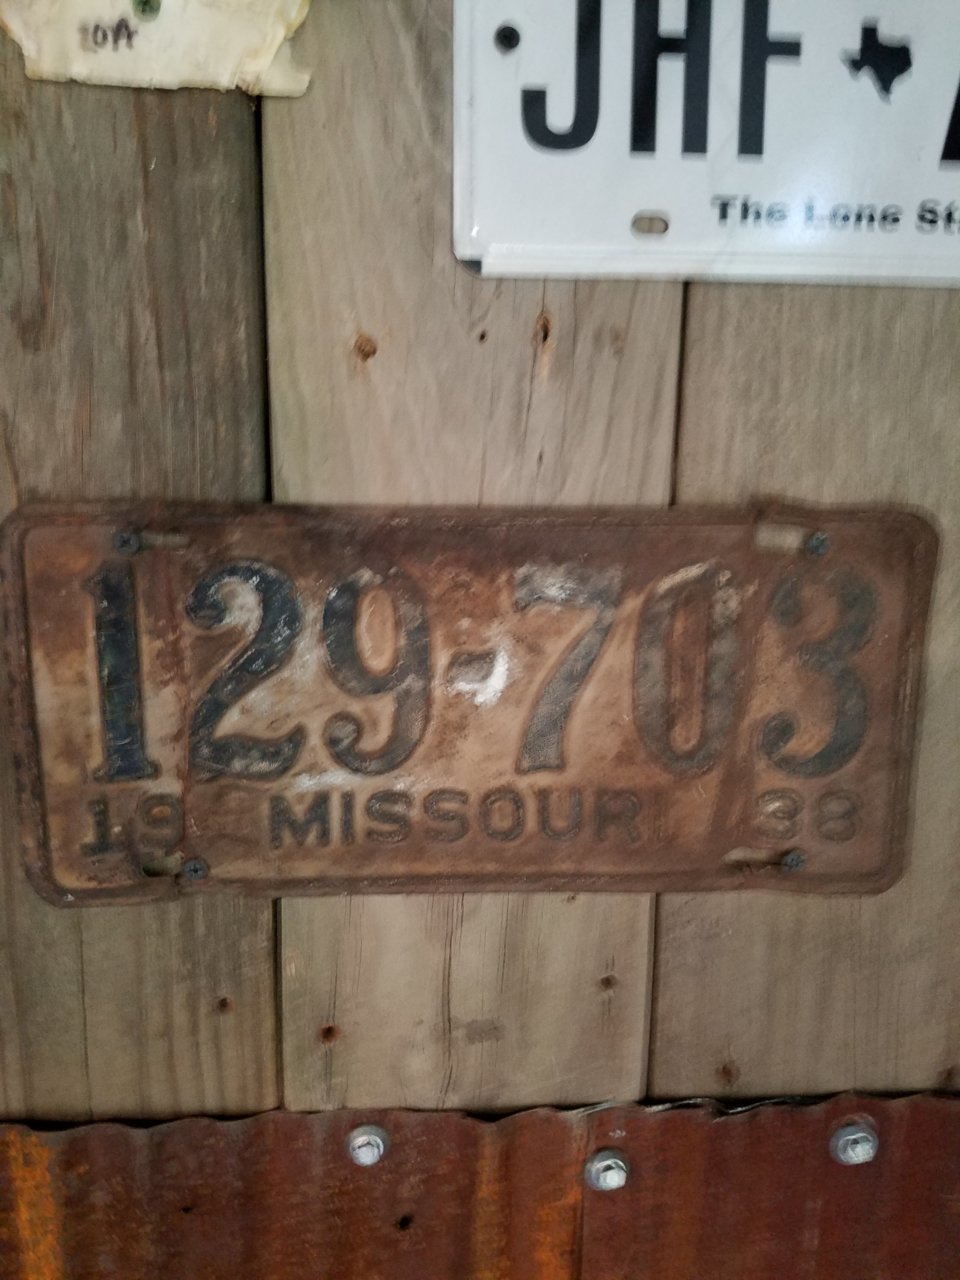 JHF
The Lone
129-703
19 MISSOURI 38